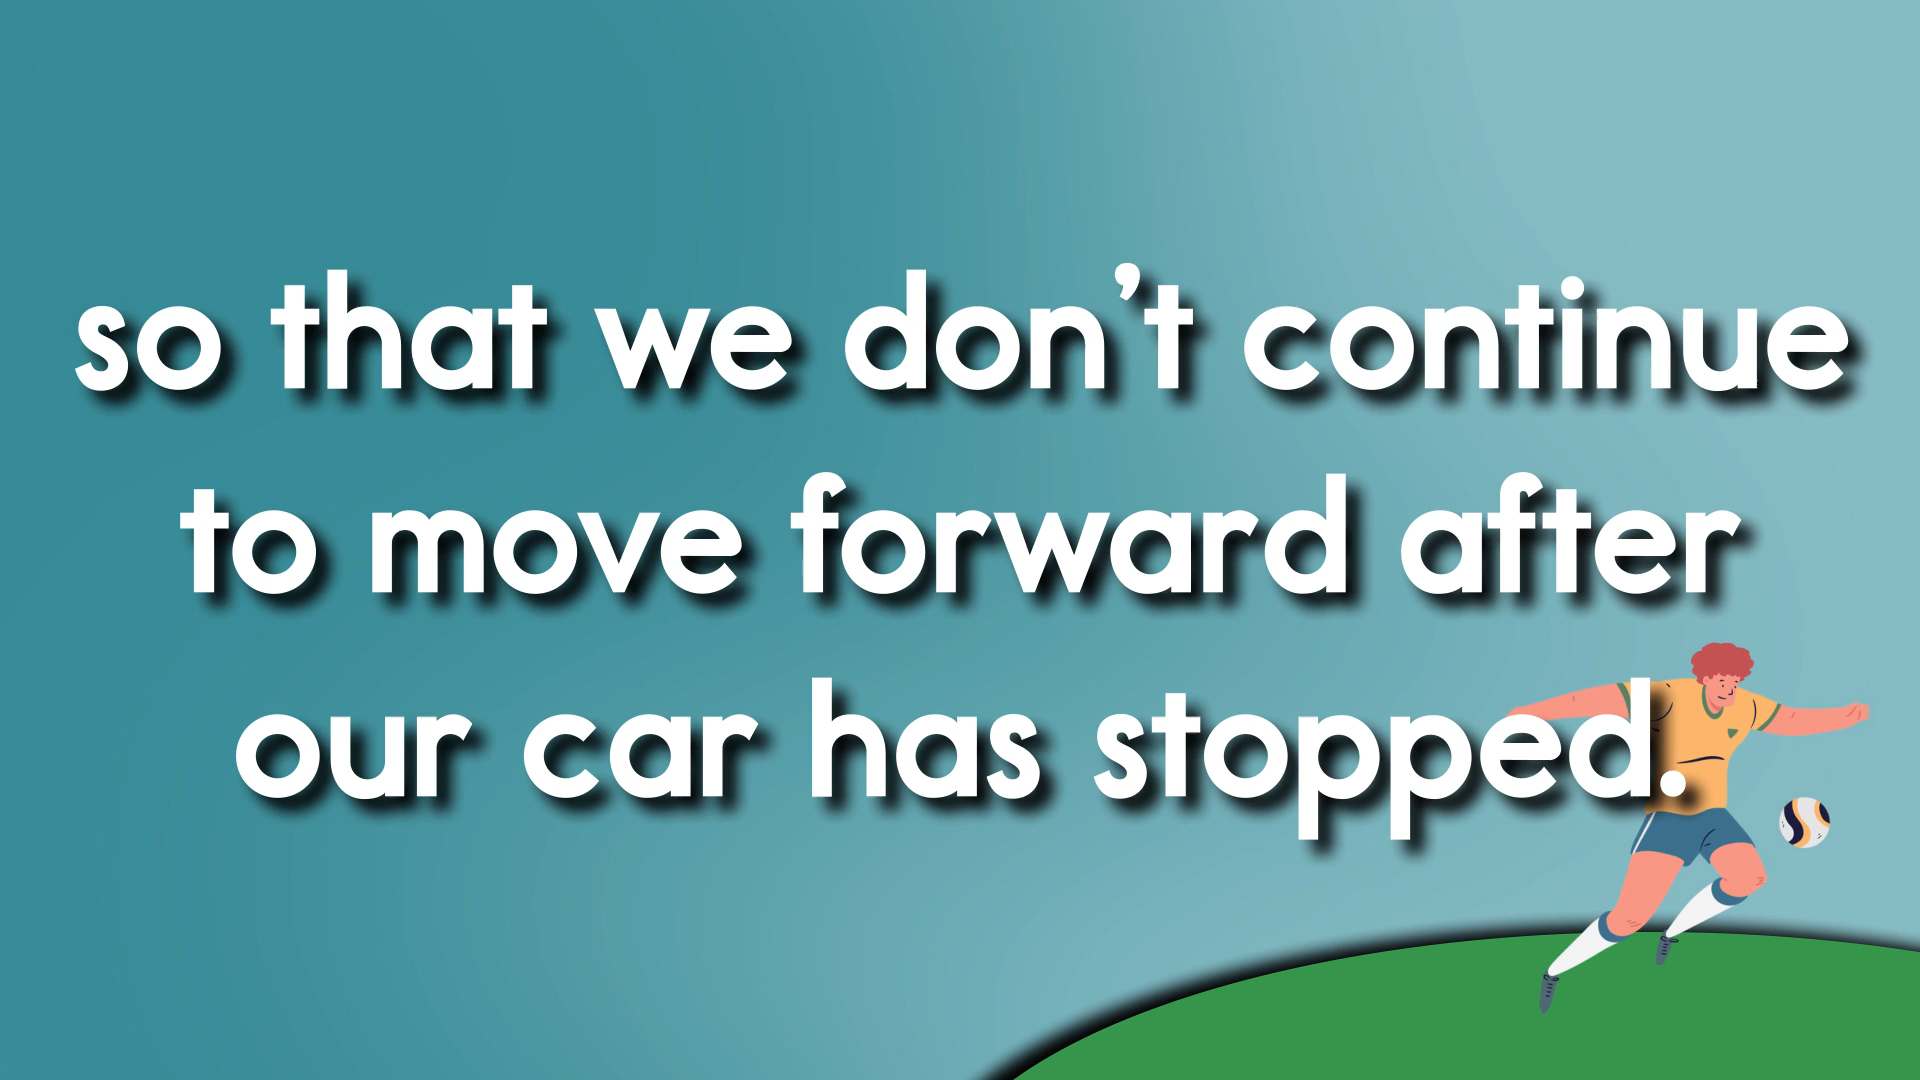 so that we don’t continue
to move forward after
our car has stopped.